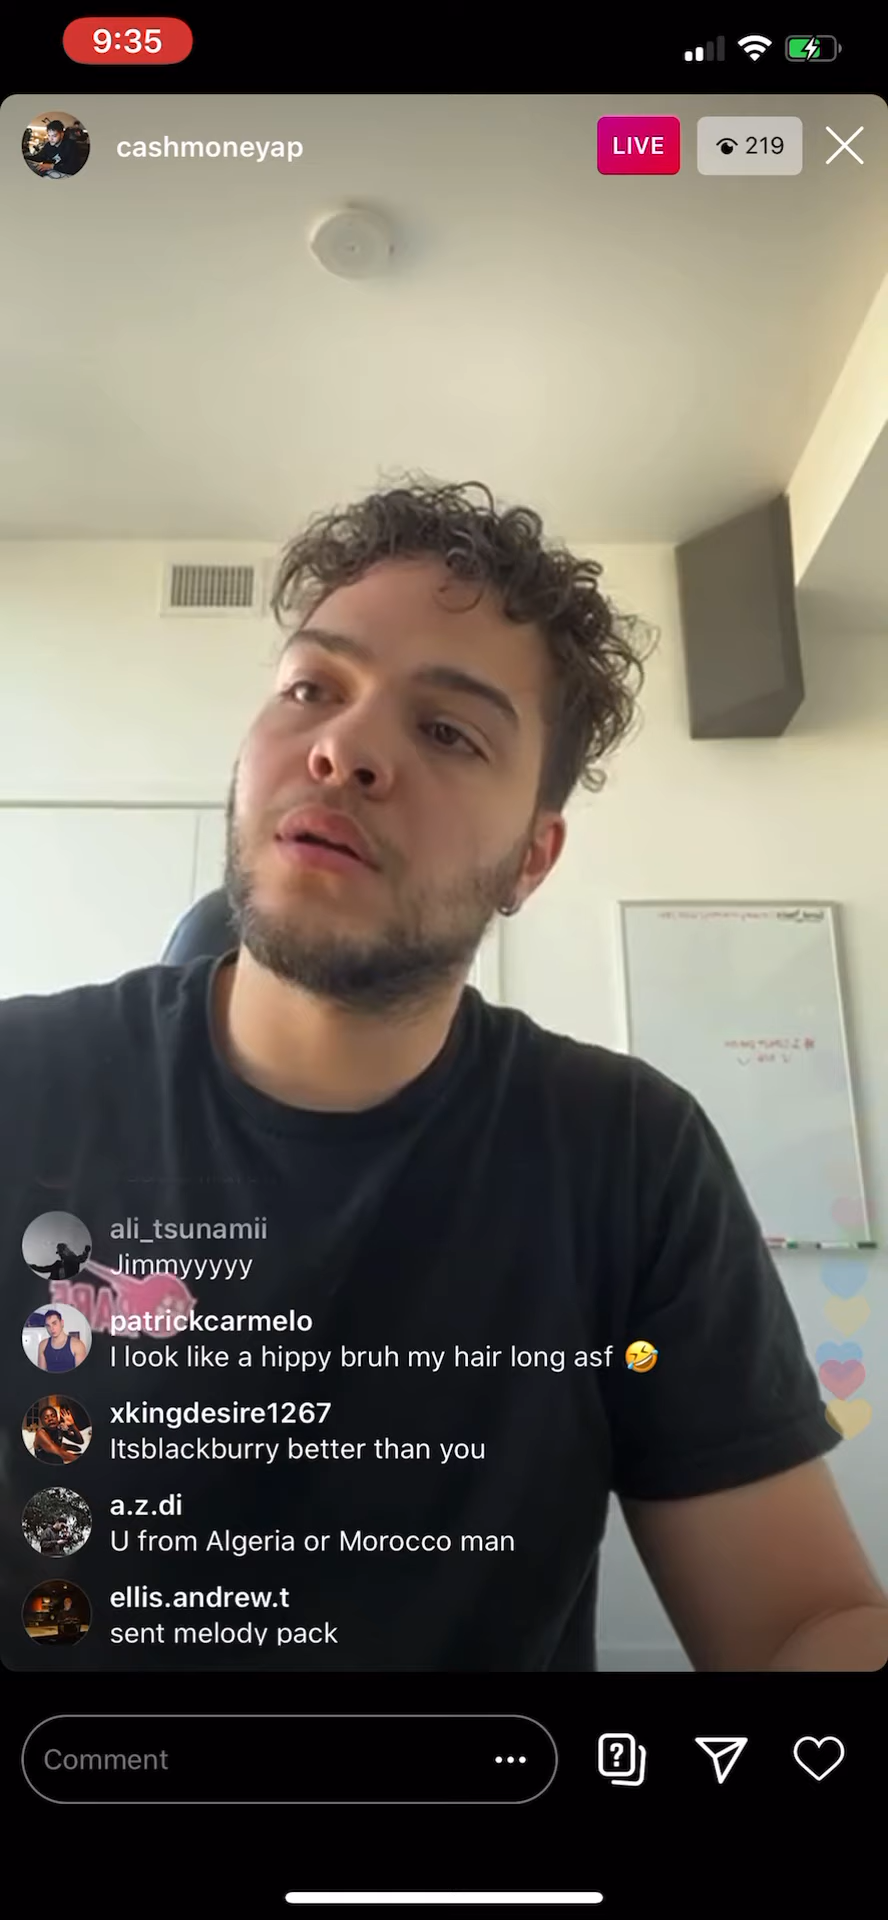 9:35
cashmoneyap
LIVE
219
ali_tsunamii
Jimmyyyyy
patrickcarmelo
I look like a hippy bruh my hair long asf 🤣
xkingdesire1267
Itsblackburry better than you
a.z.di
U from Algeria or Morocco man
ellis.andrew.t
sent melody pack
Comment